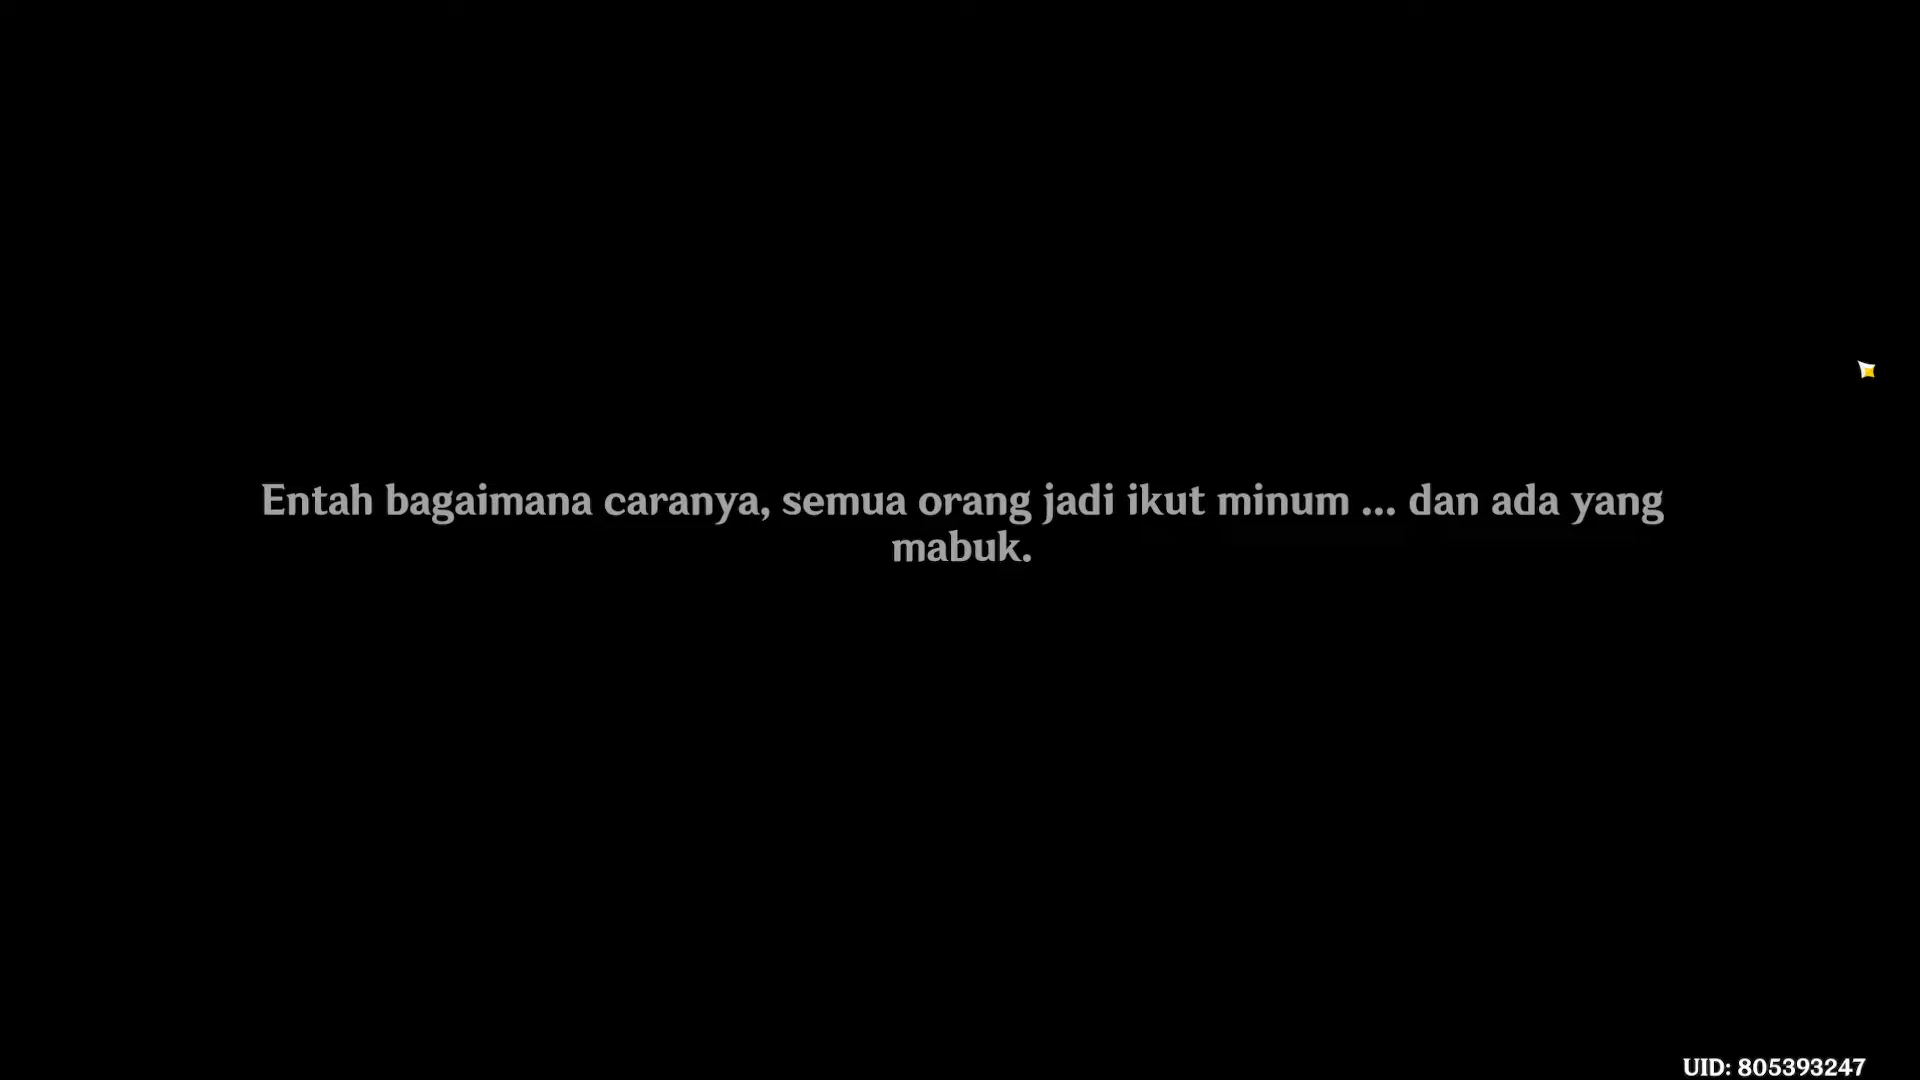 Entah bagaimana caranya, semua orang jadi ikut minum ... dan ada yang
mabuk.
UID: 805393247